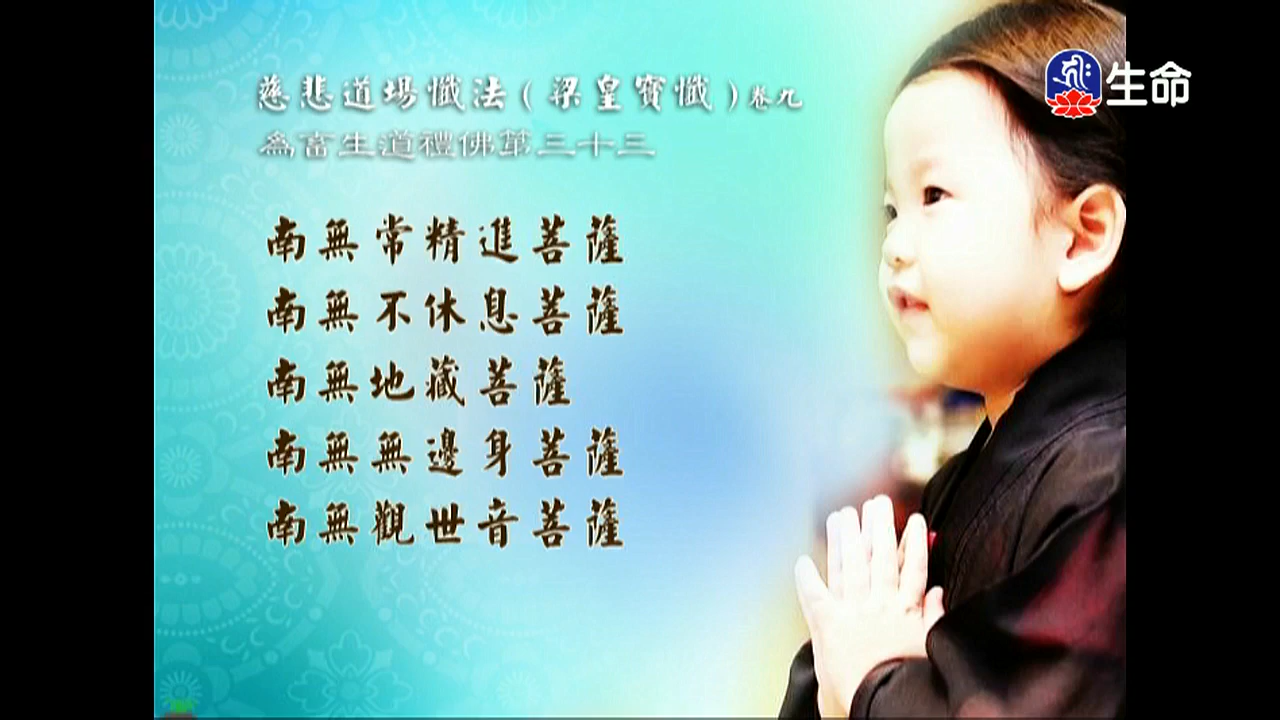 慈悲道場懺法(梁皇寶懺)卷九
為畜生道禮佛第三十三
南無常精進菩薩
南無不休息菩薩
南無地藏菩薩
南無無邊身菩薩
南無觀世音菩薩
生命